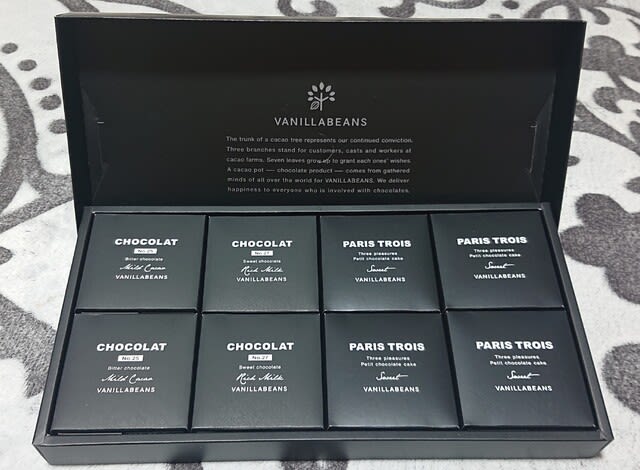 VANILLABEANS
The trunk of a cacao tree represents our continued conviction.
Three branches stand for customers, casts and workers at
cacao farms. Seven leaves grow up to grant each ones' wishes.
A cacao pot — chocolate product — comes from gathered
minds of all over the world for VANILLABEANS. We deliver
happiness to everyone who is involved with chocolates.
CHOCOLAT
No.25
Bitter chocolate
Mild Cacao
VANILLABEANS
CHOCOLAT
No.27
Sweet chocolate
Rich Milk
VANILLABEANS
PARIS TROIS
Three pleasures
Petit chocolate cake
Sweet
VANILLABEANS
PARIS TROIS
Three pleasures
Petit chocolate cake
Sweet
VANILLABEANS
CHOCOLAT
No.25
Bitter chocolate
Mild Cacao
VANILLABEANS
CHOCOLAT
No.27
Sweet chocolate
Rich Milk
VANILLABEANS
PARIS TROIS
Three pleasures
Petit chocolate cake
Sweet
VANILLABEANS
PARIS TROIS
Three pleasures
Petit chocolate cake
Sweet
VANILLABEANS